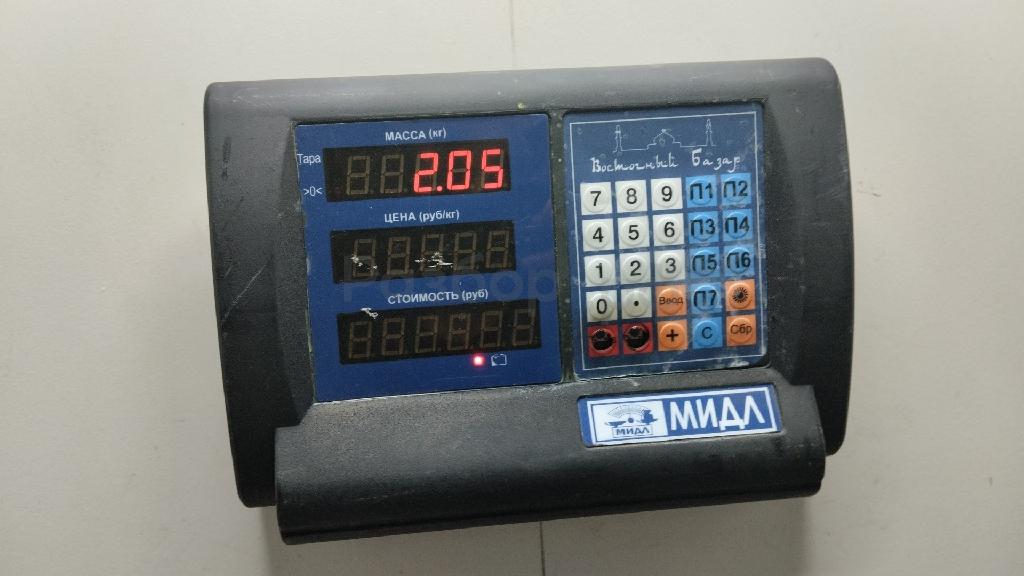 МАССА (кг)
Тара
2.05
>0<
ЦЕНА (руб/кг)
СТОИМОСТЬ (руб)
Восточный Базар
7 8 9 П1 П2
4 5 6 П3 П4
1 2 3 П5 П6
0 . Ввод П7
+ С Сбр
МИДЛ
МИДЛ